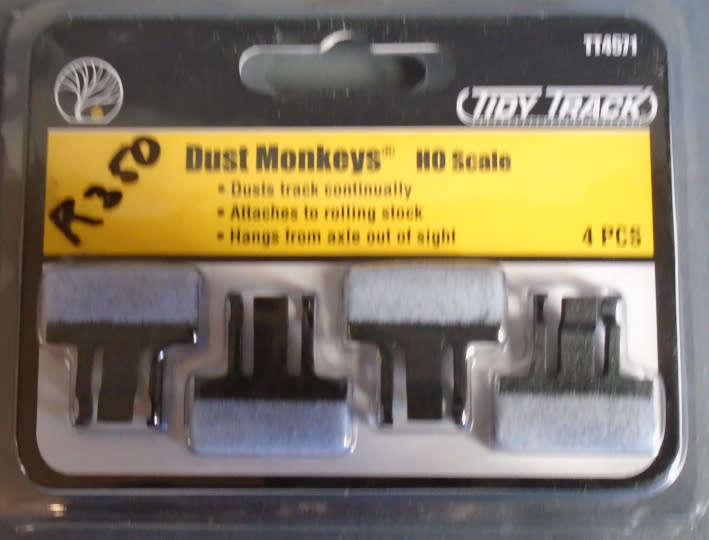 TT4571
TIDY TRACK
R350
Dust Monkeys® HO Scale
• Dusts track continually
• Attaches to rolling stock
• Hangs from axle out of sight
4 PCS